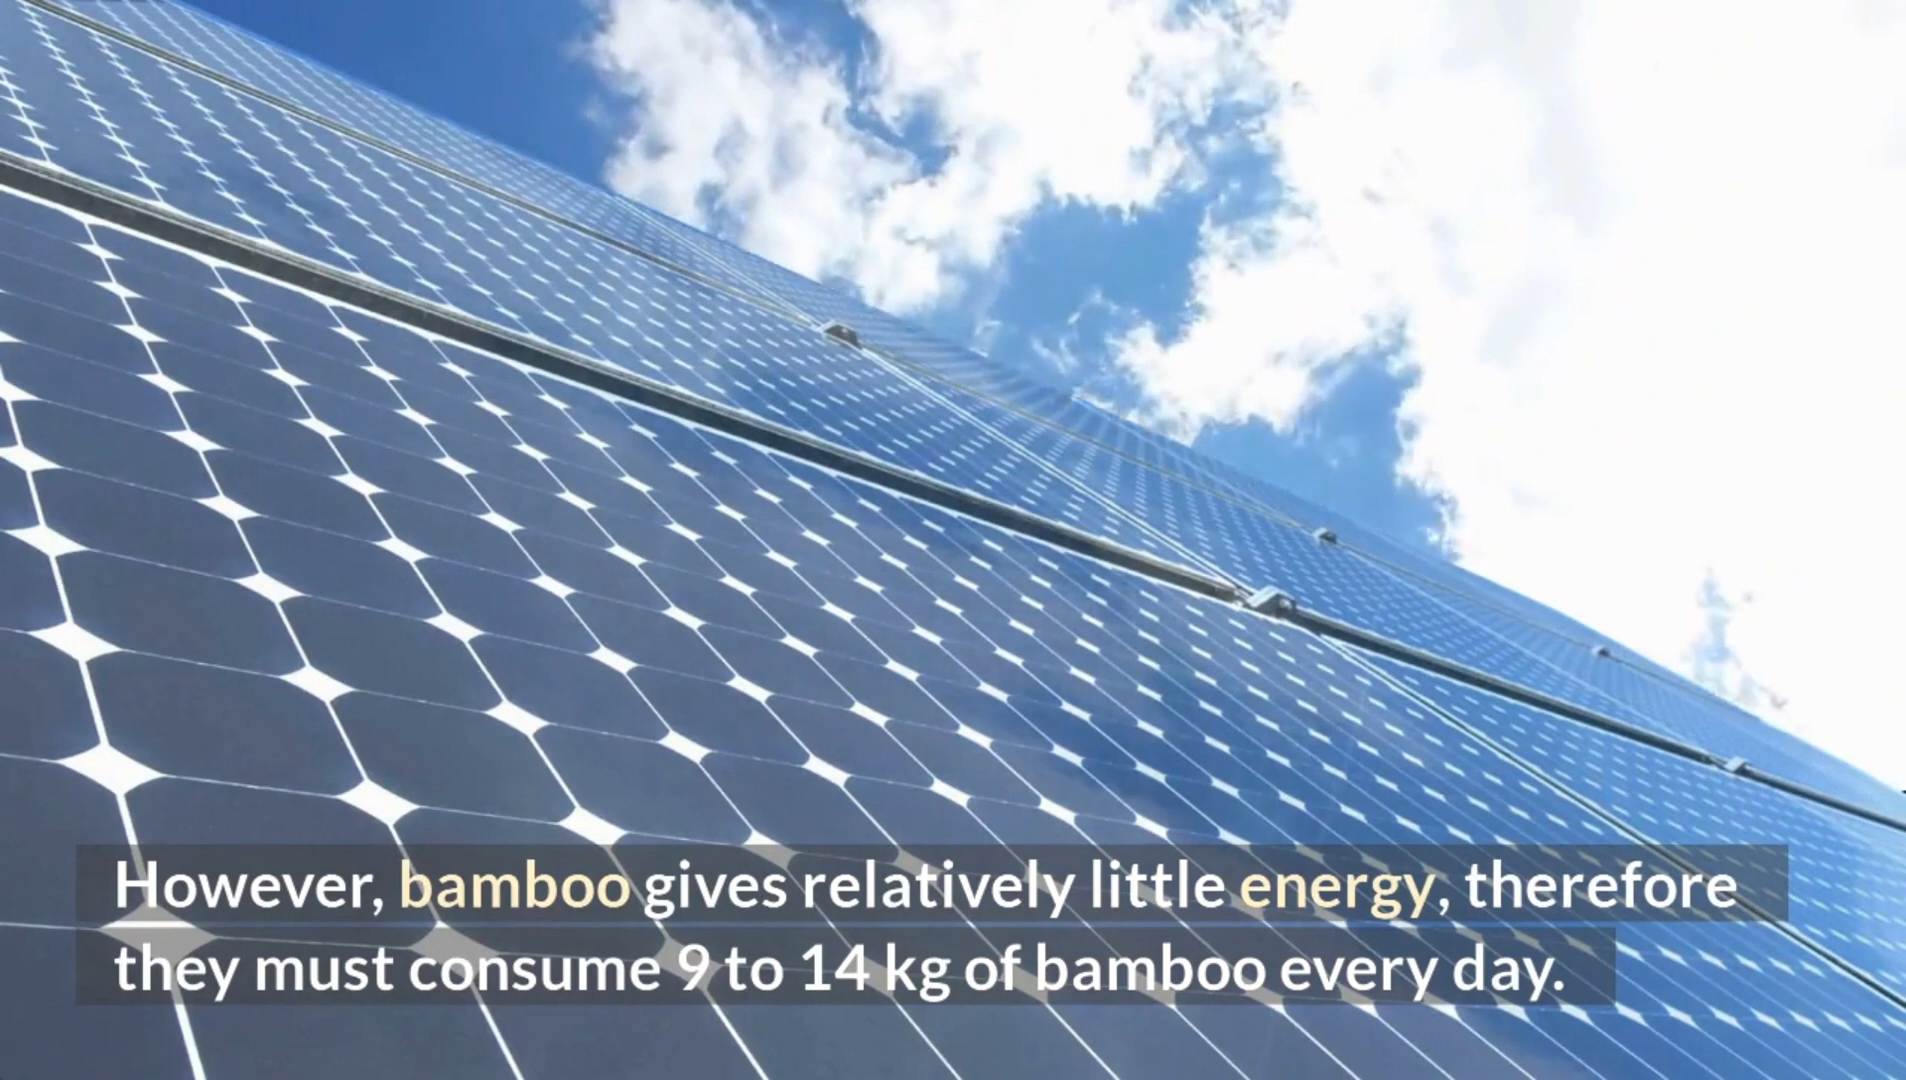 However, bamboo gives relatively little energy, therefore
they must consume 9 to 14 kg of bamboo every day.